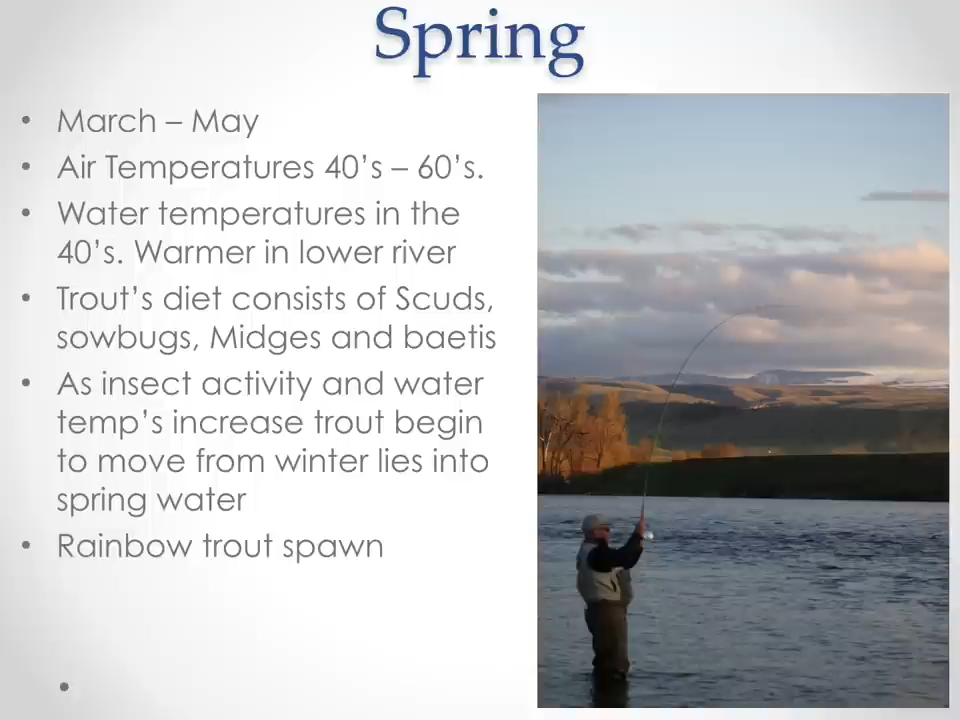 Spring
• March – May
• Air Temperatures 40’s – 60’s.
• Water temperatures in the
40’s. Warmer in lower river
• Trout’s diet consists of Scuds,
sowbugs, Midges and baetis
• As insect activity and water
temp’s increase trout begin
to move from winter lies into
spring water
• Rainbow trout spawn
•